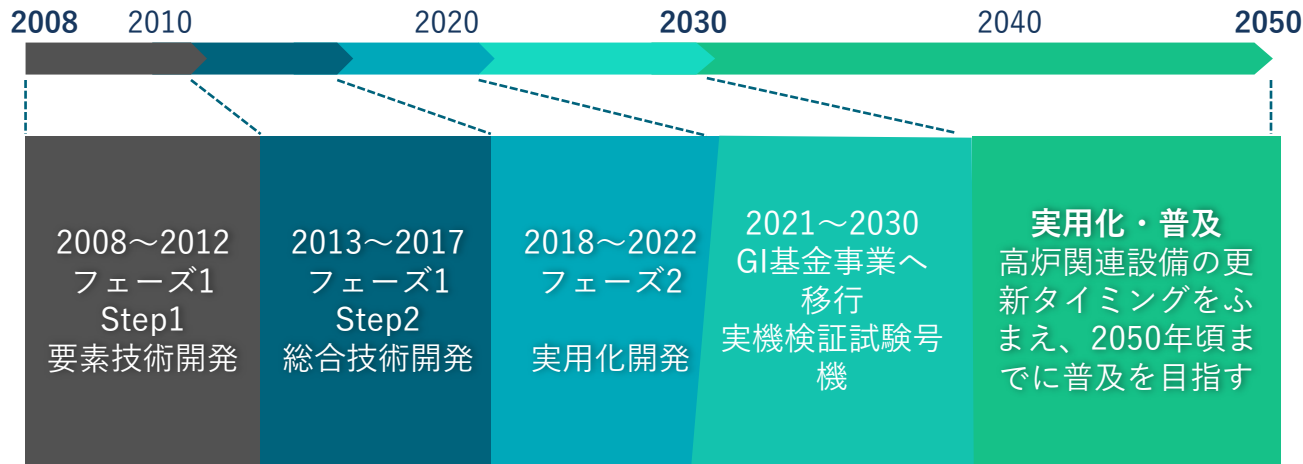 2008 2010 2020 2030 2040 2050
2008～2012
フェーズ1
Step1
要素技術開発
2013～2017
フェーズ1
Step2
総合技術開発
2018～2022
フェーズ2
実用化開発
2021～2030
GI基金事業へ
移行
実機検証試験号
機
実用化・普及
高炉関連設備の更
新タイミングをふ
まえ、2050年頃ま
でに普及を目指す